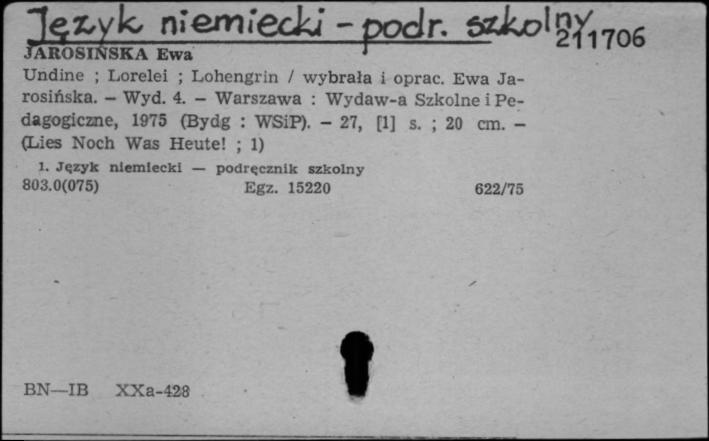 Język niemiecki - podr. szkolny
211706
JAROSIŃSKA Ewa
Undine ; Lorelei ; Lohengrin / wybrała i oprac. Ewa Ja-
rosińska. — Wyd. 4. — Warszawa : Wydaw-a Szkolne i Pe-
dagogiczne, 1975 (Bydg : WSiP). — 27, [1] s. ; 20 cm. —
(Lies Noch Was Heute! ; 1)
1. Język niemiecki — podręcznik szkolny
803.0(075) Egz. 15220 622/75
BN—IB XXa-428